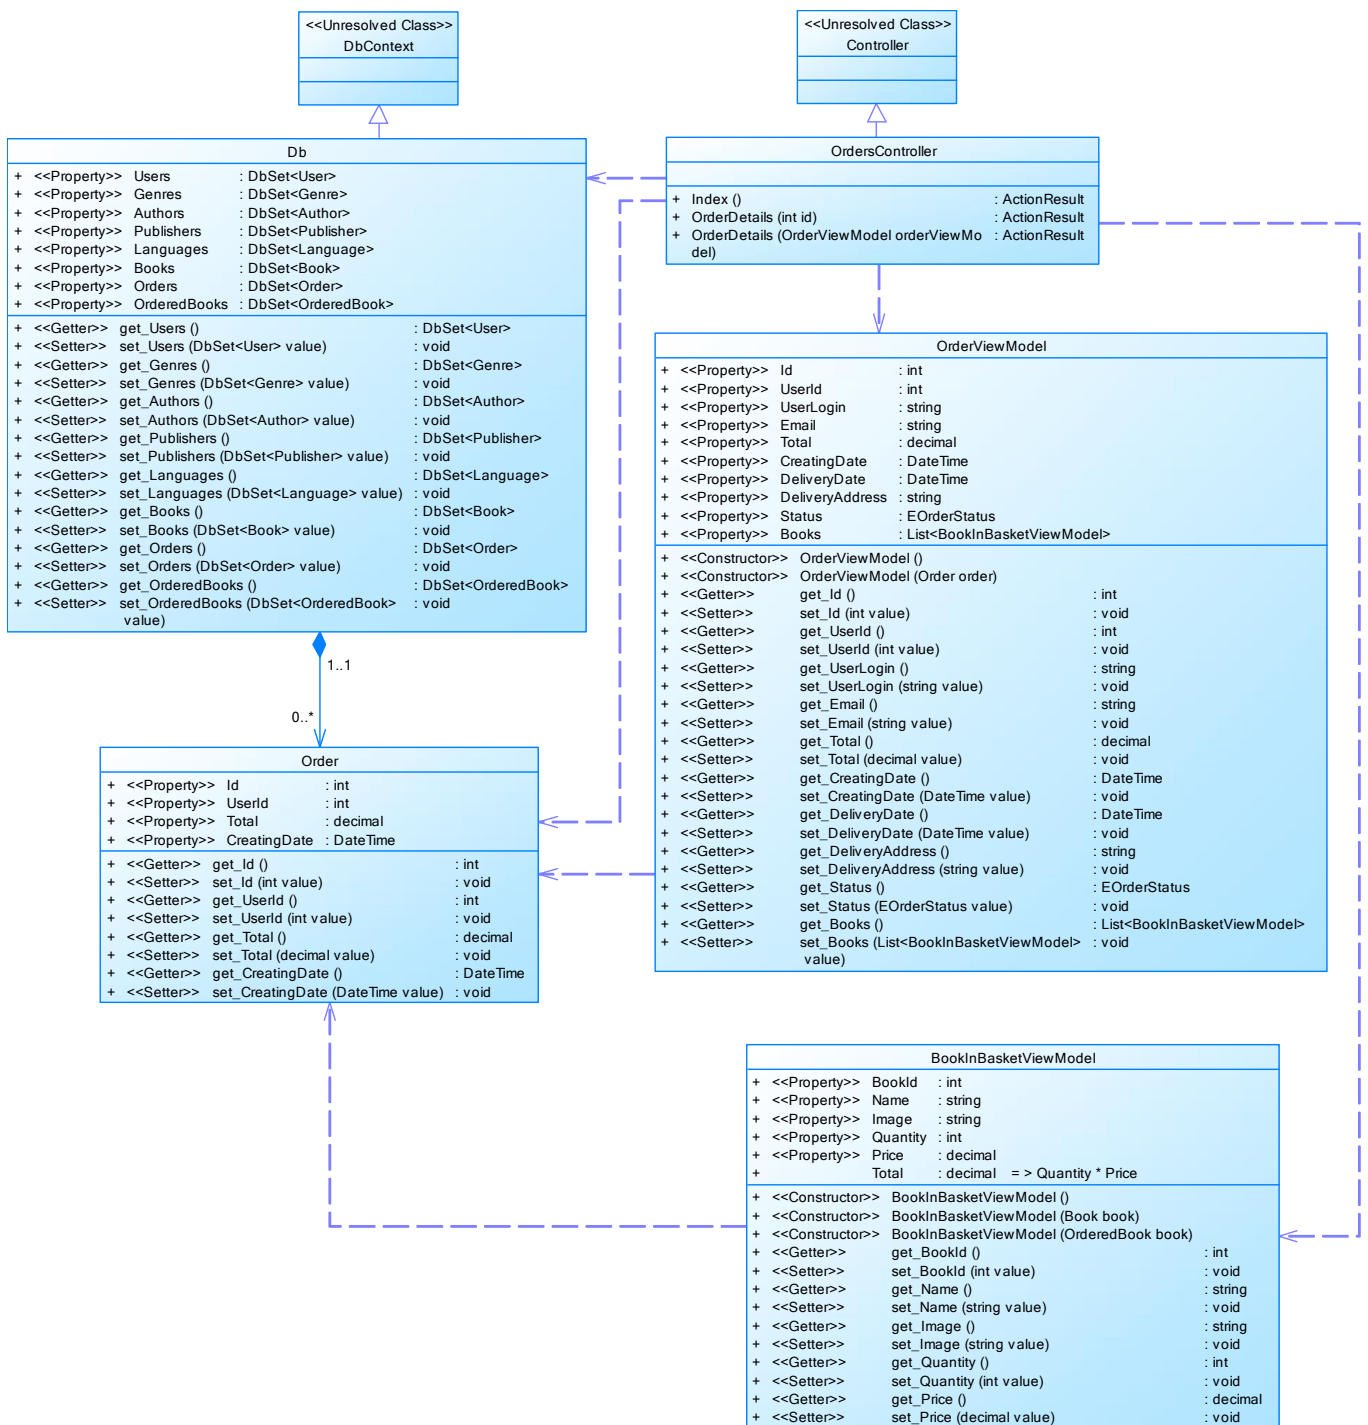 <<Unresolved Class>>
DbContext
<<Unresolved Class>>
Controller
Db
+ <<Property>> Users : DbSet<User>
+ <<Property>> Genres : DbSet<Genre>
+ <<Property>> Authors : DbSet<Author>
+ <<Property>> Publishers : DbSet<Publisher>
+ <<Property>> Languages : DbSet<Language>
+ <<Property>> Books : DbSet<Book>
+ <<Property>> Orders : DbSet<Order>
+ <<Property>> OrderedBooks : DbSet<OrderedBook>
+ <<Getter>> get_Users () : DbSet<User>
+ <<Setter>> set_Users (DbSet<User> value) : void
+ <<Getter>> get_Genres () : DbSet<Genre>
+ <<Setter>> set_Genres (DbSet<Genre> value) : void
+ <<Getter>> get_Authors () : DbSet<Author>
+ <<Setter>> set_Authors (DbSet<Author> value) : void
+ <<Getter>> get_Publishers () : DbSet<Publisher>
+ <<Setter>> set_Publishers (DbSet<Publisher> value) : void
+ <<Getter>> get_Languages () : DbSet<Language>
+ <<Setter>> set_Languages (DbSet<Language> value) : void
+ <<Getter>> get_Books () : DbSet<Book>
+ <<Setter>> set_Books (DbSet<Book> value) : void
+ <<Getter>> get_Orders () : DbSet<Order>
+ <<Setter>> set_Orders (DbSet<Order> value) : void
+ <<Getter>> get_OrderedBooks () : DbSet<OrderedBook>
+ <<Setter>> set_OrderedBooks (DbSet<OrderedBook> : void
value)
OrdersController
+ Index () : ActionResult
+ OrderDetails (int id) : ActionResult
+ OrderDetails (OrderViewModel orderViewMo : ActionResult
del)
OrderViewModel
+ <<Property>> Id : int
+ <<Property>> UserId : int
+ <<Property>> UserLogin : string
+ <<Property>> Email : string
+ <<Property>> Total : decimal
+ <<Property>> CreatingDate : DateTime
+ <<Property>> DeliveryDate : DateTime
+ <<Property>> DeliveryAddress : string
+ <<Property>> Status : EOrderStatus
+ <<Property>> Books : List<BookInBasketViewModel>
+ <<Constructor>> OrderViewModel ()
+ <<Constructor>> OrderViewModel (Order order)
+ <<Getter>> get_Id () : int
+ <<Setter>> set_Id (int value) : void
+ <<Getter>> get_UserId () : int
+ <<Setter>> set_UserId (int value) : void
+ <<Getter>> get_UserLogin () : string
+ <<Setter>> set_UserLogin (string value) : void
+ <<Getter>> get_Email () : string
+ <<Setter>> set_Email (string value) : void
+ <<Getter>> get_Total () : decimal
+ <<Setter>> set_Total (decimal value) : void
+ <<Getter>> get_CreatingDate () : DateTime
+ <<Setter>> set_CreatingDate (DateTime value) : void
+ <<Getter>> get_DeliveryDate () : DateTime
+ <<Setter>> set_DeliveryDate (DateTime value) : void
+ <<Getter>> get_DeliveryAddress () : string
+ <<Setter>> set_DeliveryAddress (string value) : void
+ <<Getter>> get_Status () : EOrderStatus
+ <<Setter>> set_Status (EOrderStatus value) : void
+ <<Getter>> get_Books () : List<BookInBasketViewModel>
+ <<Setter>> set_Books (List<BookInBasketViewModel> : void
value)
1..1
0..*
Order
+ <<Property>> Id : int
+ <<Property>> UserId : int
+ <<Property>> Total : decimal
+ <<Property>> CreatingDate : DateTime
+ <<Getter>> get_Id () : int
+ <<Setter>> set_Id (int value) : void
+ <<Getter>> get_UserId () : int
+ <<Setter>> set_UserId (int value) : void
+ <<Getter>> get_Total () : decimal
+ <<Setter>> set_Total (decimal value) : void
+ <<Getter>> get_CreatingDate () : DateTime
+ <<Setter>> set_CreatingDate (DateTime value) : void
BookInBasketViewModel
+ <<Property>> BookId : int
+ <<Property>> Name : string
+ <<Property>> Image : string
+ <<Property>> Quantity : int
+ <<Property>> Price : decimal
+ Total : decimal = > Quantity * Price
+ <<Constructor>> BookInBasketViewModel ()
+ <<Constructor>> BookInBasketViewModel (Book book)
+ <<Constructor>> BookInBasketViewModel (OrderedBook book)
+ <<Getter>> get_BookId () : int
+ <<Setter>> set_BookId (int value) : void
+ <<Getter>> get_Name () : string
+ <<Setter>> set_Name (string value) : void
+ <<Getter>> get_Image () : string
+ <<Setter>> set_Image (string value) : void
+ <<Getter>> get_Quantity () : int
+ <<Setter>> set_Quantity (int value) : void
+ <<Getter>> get_Price () : decimal
+ <<Setter>> set_Price (decimal value) : void